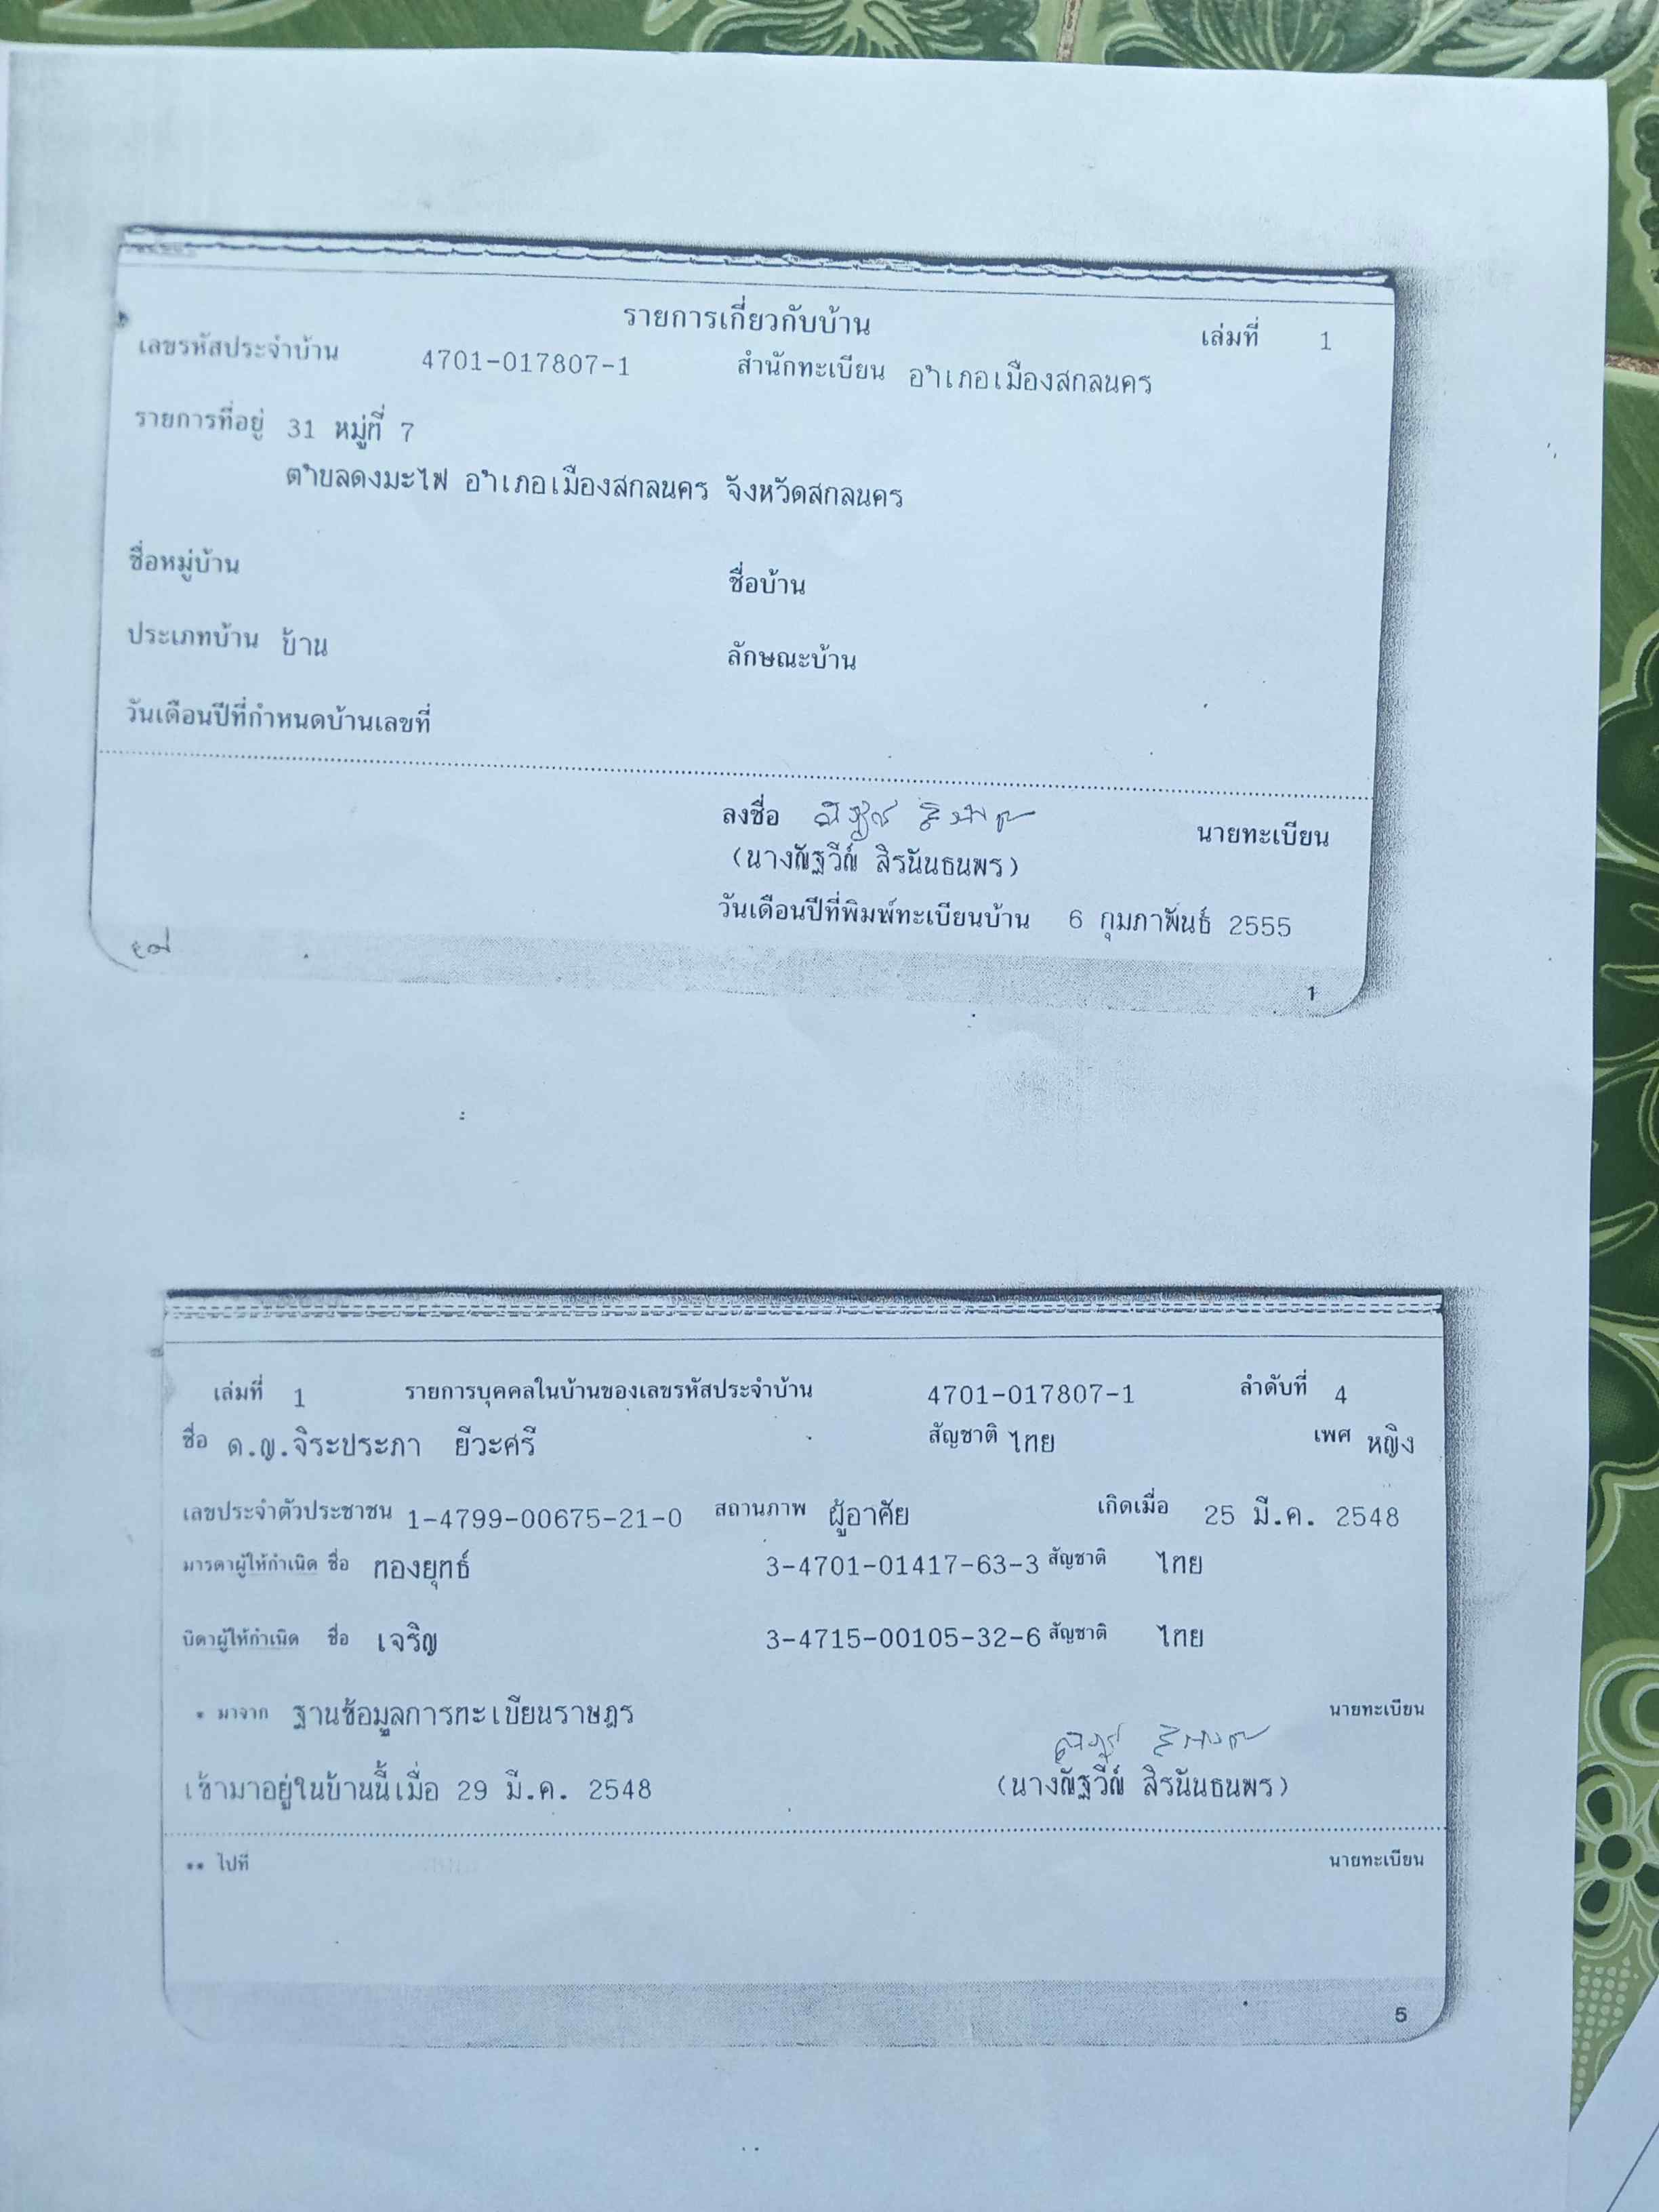 รายการเกี่ยวกับบ้าน เล่มที่ 1
เลขรหัสประจำบ้าน 4701-017807-1 สำนักทะเบียน อำเภอเมืองสกลนคร
รายการที่อยู่ 31 หมู่ที่ 7
ตำบลดงมะไฟ อำเภอเมืองสกลนคร จังหวัดสกลนคร
ชื่อหมู่บ้าน ชื่อบ้าน
ประเภทบ้าน บ้าน ลักษณะบ้าน
วันเดือนปีที่กำหนดบ้านเลขที่
ลงชื่อ นายทะเบียน
(นางณัฐวีณ์ สิรนันธนพร)
วันเดือนปีที่พิมพ์ทะเบียนบ้าน 6 กุมภาพันธ์ 2555
1
เล่มที่ 1 รายการบุคคลในบ้านของเลขรหัสประจำบ้าน 4701-017807-1 ลำดับที่ 4
ชื่อ ด.ญ.จิระประภา ยีวะศรี สัญชาติ ไทย เพศ หญิง
เลขประจำตัวประชาชน 1-4799-00675-21-0 สถานภาพ ผู้อาศัย เกิดเมื่อ 25 มี.ค. 2548
มารดาผู้ให้กำเนิด ชื่อ ทองยุทธ์ 3-4701-01417-63-3 สัญชาติ ไทย
บิดาผู้ให้กำเนิด ชื่อ เจริญ 3-4715-00105-32-6 สัญชาติ ไทย
* มาจาก ฐานข้อมูลการทะเบียนราษฎร นายทะเบียน
เข้ามาอยู่ในบ้านนี้เมื่อ 29 มี.ค. 2548 (นางณัฐวีณ์ สิรนันธนพร)
** ไปที่ นายทะเบียน
5